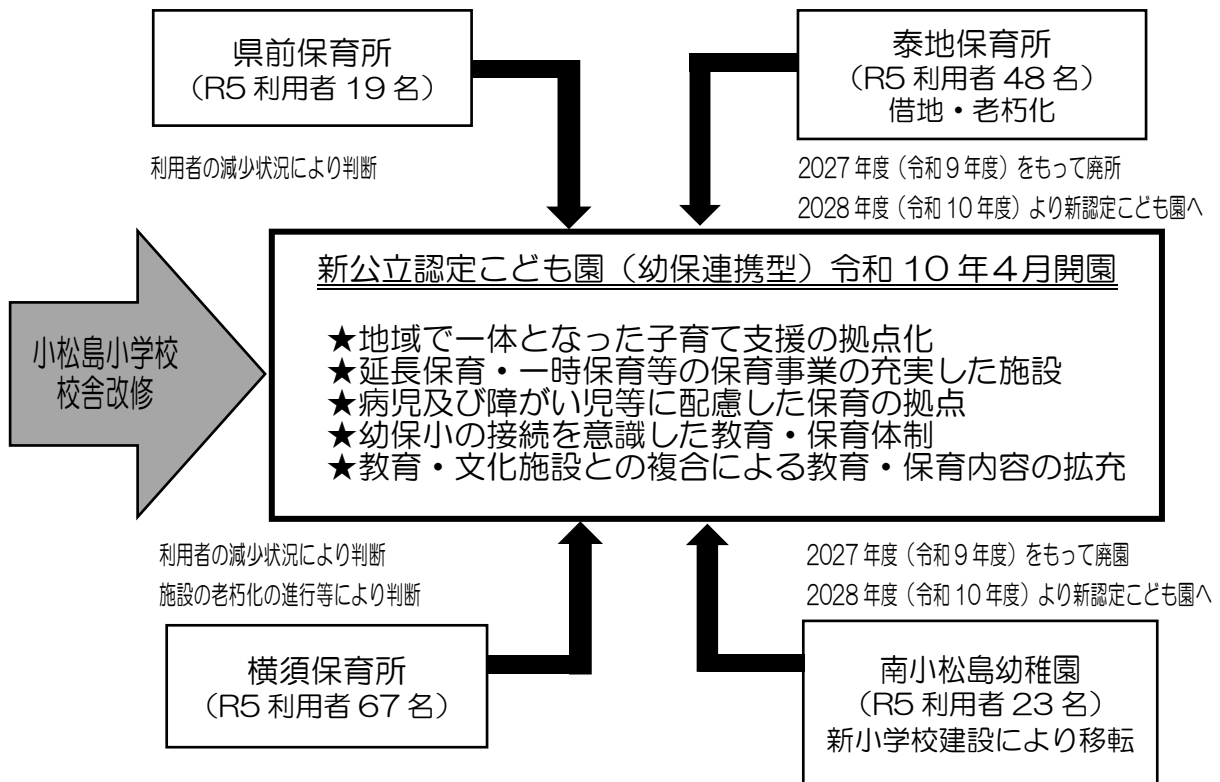 県前保育所
（R5 利用者 19 名）
泰地保育所
（R5 利用者 48 名）
借地・老朽化
利用者の減少状況により判断
2027 年度（令和９年度）をもって廃所
2028 年度（令和 10 年度）より新認定こども園へ
小松島小学校
校舎改修
新公立認定こども園（幼保連携型）令和 10 年４月開園
★地域で一体となった子育て支援の拠点化
★延長保育・一時保育等の保育事業の充実した施設
★病児及び障がい児等に配慮した保育の拠点
★幼保小の接続を意識した教育・保育体制
★教育・文化施設との複合による教育・保育内容の拡充
利用者の減少状況により判断
施設の老朽化の進行等により判断
2027 年度（令和９年度）をもって廃園
2028 年度（令和 10 年度）より新認定こども園へ
横須保育所
（R5 利用者 67 名）
南小松島幼稚園
（R5 利用者 23 名）
新小学校建設により移転